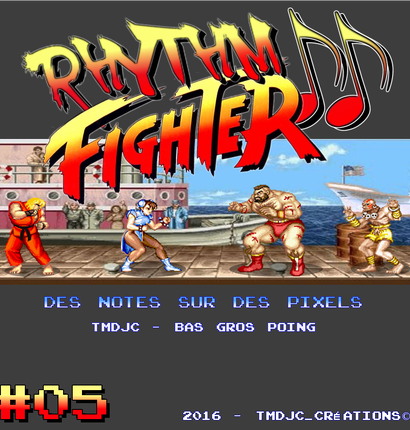 RHYTHM
FIGHTER
DES NOTES SUR DES PIXELS
TMDJC - BAS GROS POING
#05
2016 - TMDJC_CRéATIONS©